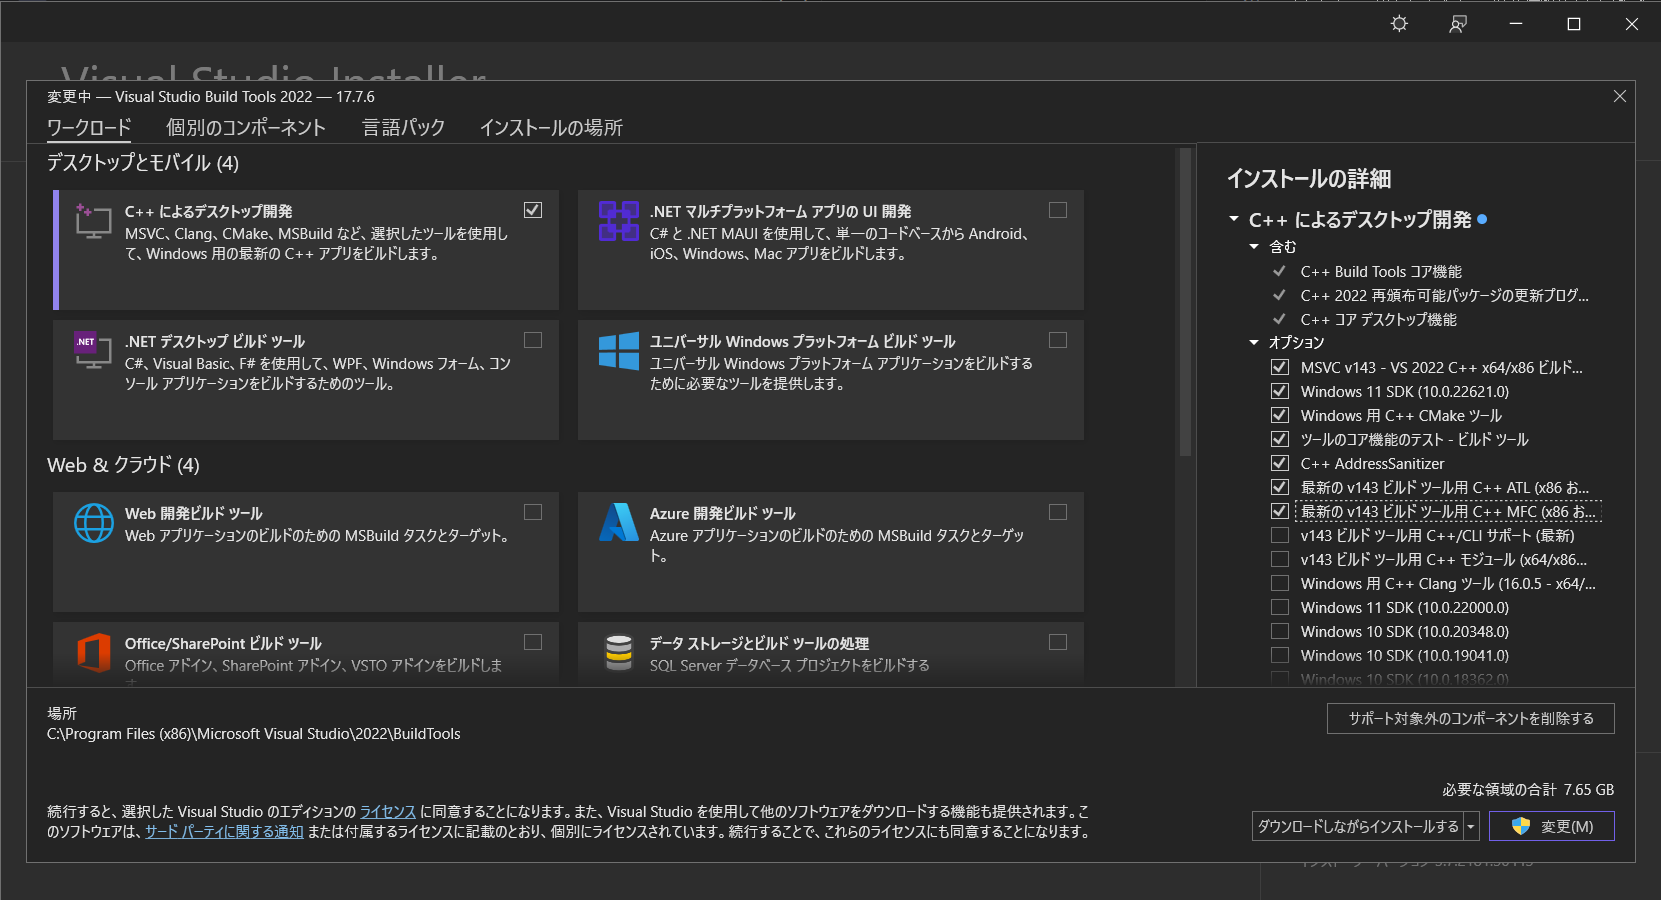 Visual Studio Installer
変更中 — Visual Studio Build Tools 2022 — 17.7.6
ワークロード 個別のコンポーネント 言語パック インストールの場所
デスクトップとモバイル (4)
C++ によるデスクトップ開発
MSVC、Clang、CMake、MSBuild など、選択したツールを使用し
て、Windows 用の最新の C++ アプリをビルドします。
.NET マルチプラットフォーム アプリの UI 開発
C# と .NET MAUI を使用して、単一のコードベースから Android、
iOS、Windows、Mac アプリをビルドします。
.NET
.NET デスクトップ ビルド ツール
C#、Visual Basic、F# を使用して、WPF、Windows フォーム、コン
ソール アプリケーションをビルドするためのツール。
ユニバーサル Windows プラットフォーム ビルド ツール
ユニバーサル Windows プラットフォーム アプリケーションをビルドする
ために必要なツールを提供します。
Web & クラウド (4)
Web 開発ビルド ツール
Web アプリケーションのビルドのための MSBuild タスクとターゲット。
Azure 開発ビルド ツール
Azure アプリケーションのビルドのための MSBuild タスクとターゲッ
ト。
Office/SharePoint ビルド ツール
Office アドイン、SharePoint アドイン、VSTO アドインをビルドしま
データ ストレージとビルド ツールの処理
SQL Server データベース プロジェクトをビルドする
インストールの詳細
C++ によるデスクトップ開発
含む
C++ Build Tools コア機能
C++ 2022 再頒布可能パッケージの更新プログ...
C++ コア デスクトップ機能
オプション
MSVC v143 - VS 2022 C++ x64/x86 ビルド...
Windows 11 SDK (10.0.22621.0)
Windows 用 C++ CMake ツール
ツールのコア機能のテスト - ビルド ツール
C++ AddressSanitizer
最新の v143 ビルド ツール用 C++ ATL (x86 お...
最新の v143 ビルド ツール用 C++ MFC (x86 お...
v143 ビルド ツール用 C++/CLI サポート (最新)
v143 ビルド ツール用 C++ モジュール (x64/x86...
Windows 用 C++ Clang ツール (16.0.5 - x64/...
Windows 11 SDK (10.0.22000.0)
Windows 10 SDK (10.0.20348.0)
Windows 10 SDK (10.0.19041.0)
Windows 10 SDK (10.0.18362.0)
場所
C:\Program Files (x86)\Microsoft Visual Studio\2022\BuildTools
サポート対象外のコンポーネントを削除する
必要な領域の合計 7.65 GB
続行すると、選択した Visual Studio のエディションの ライセンス に同意することになります。また、Visual Studio を使用して他のソフトウェアをダウンロードする機能も提供されます。こ
のソフトウェアは、サード パーティに関する通知 または付属するライセンスに記載のとおり、個別にライセンスされています。続行することで、これらのライセンスにも同意することになります。
ダウンロードしながらインストールする
変更(M)